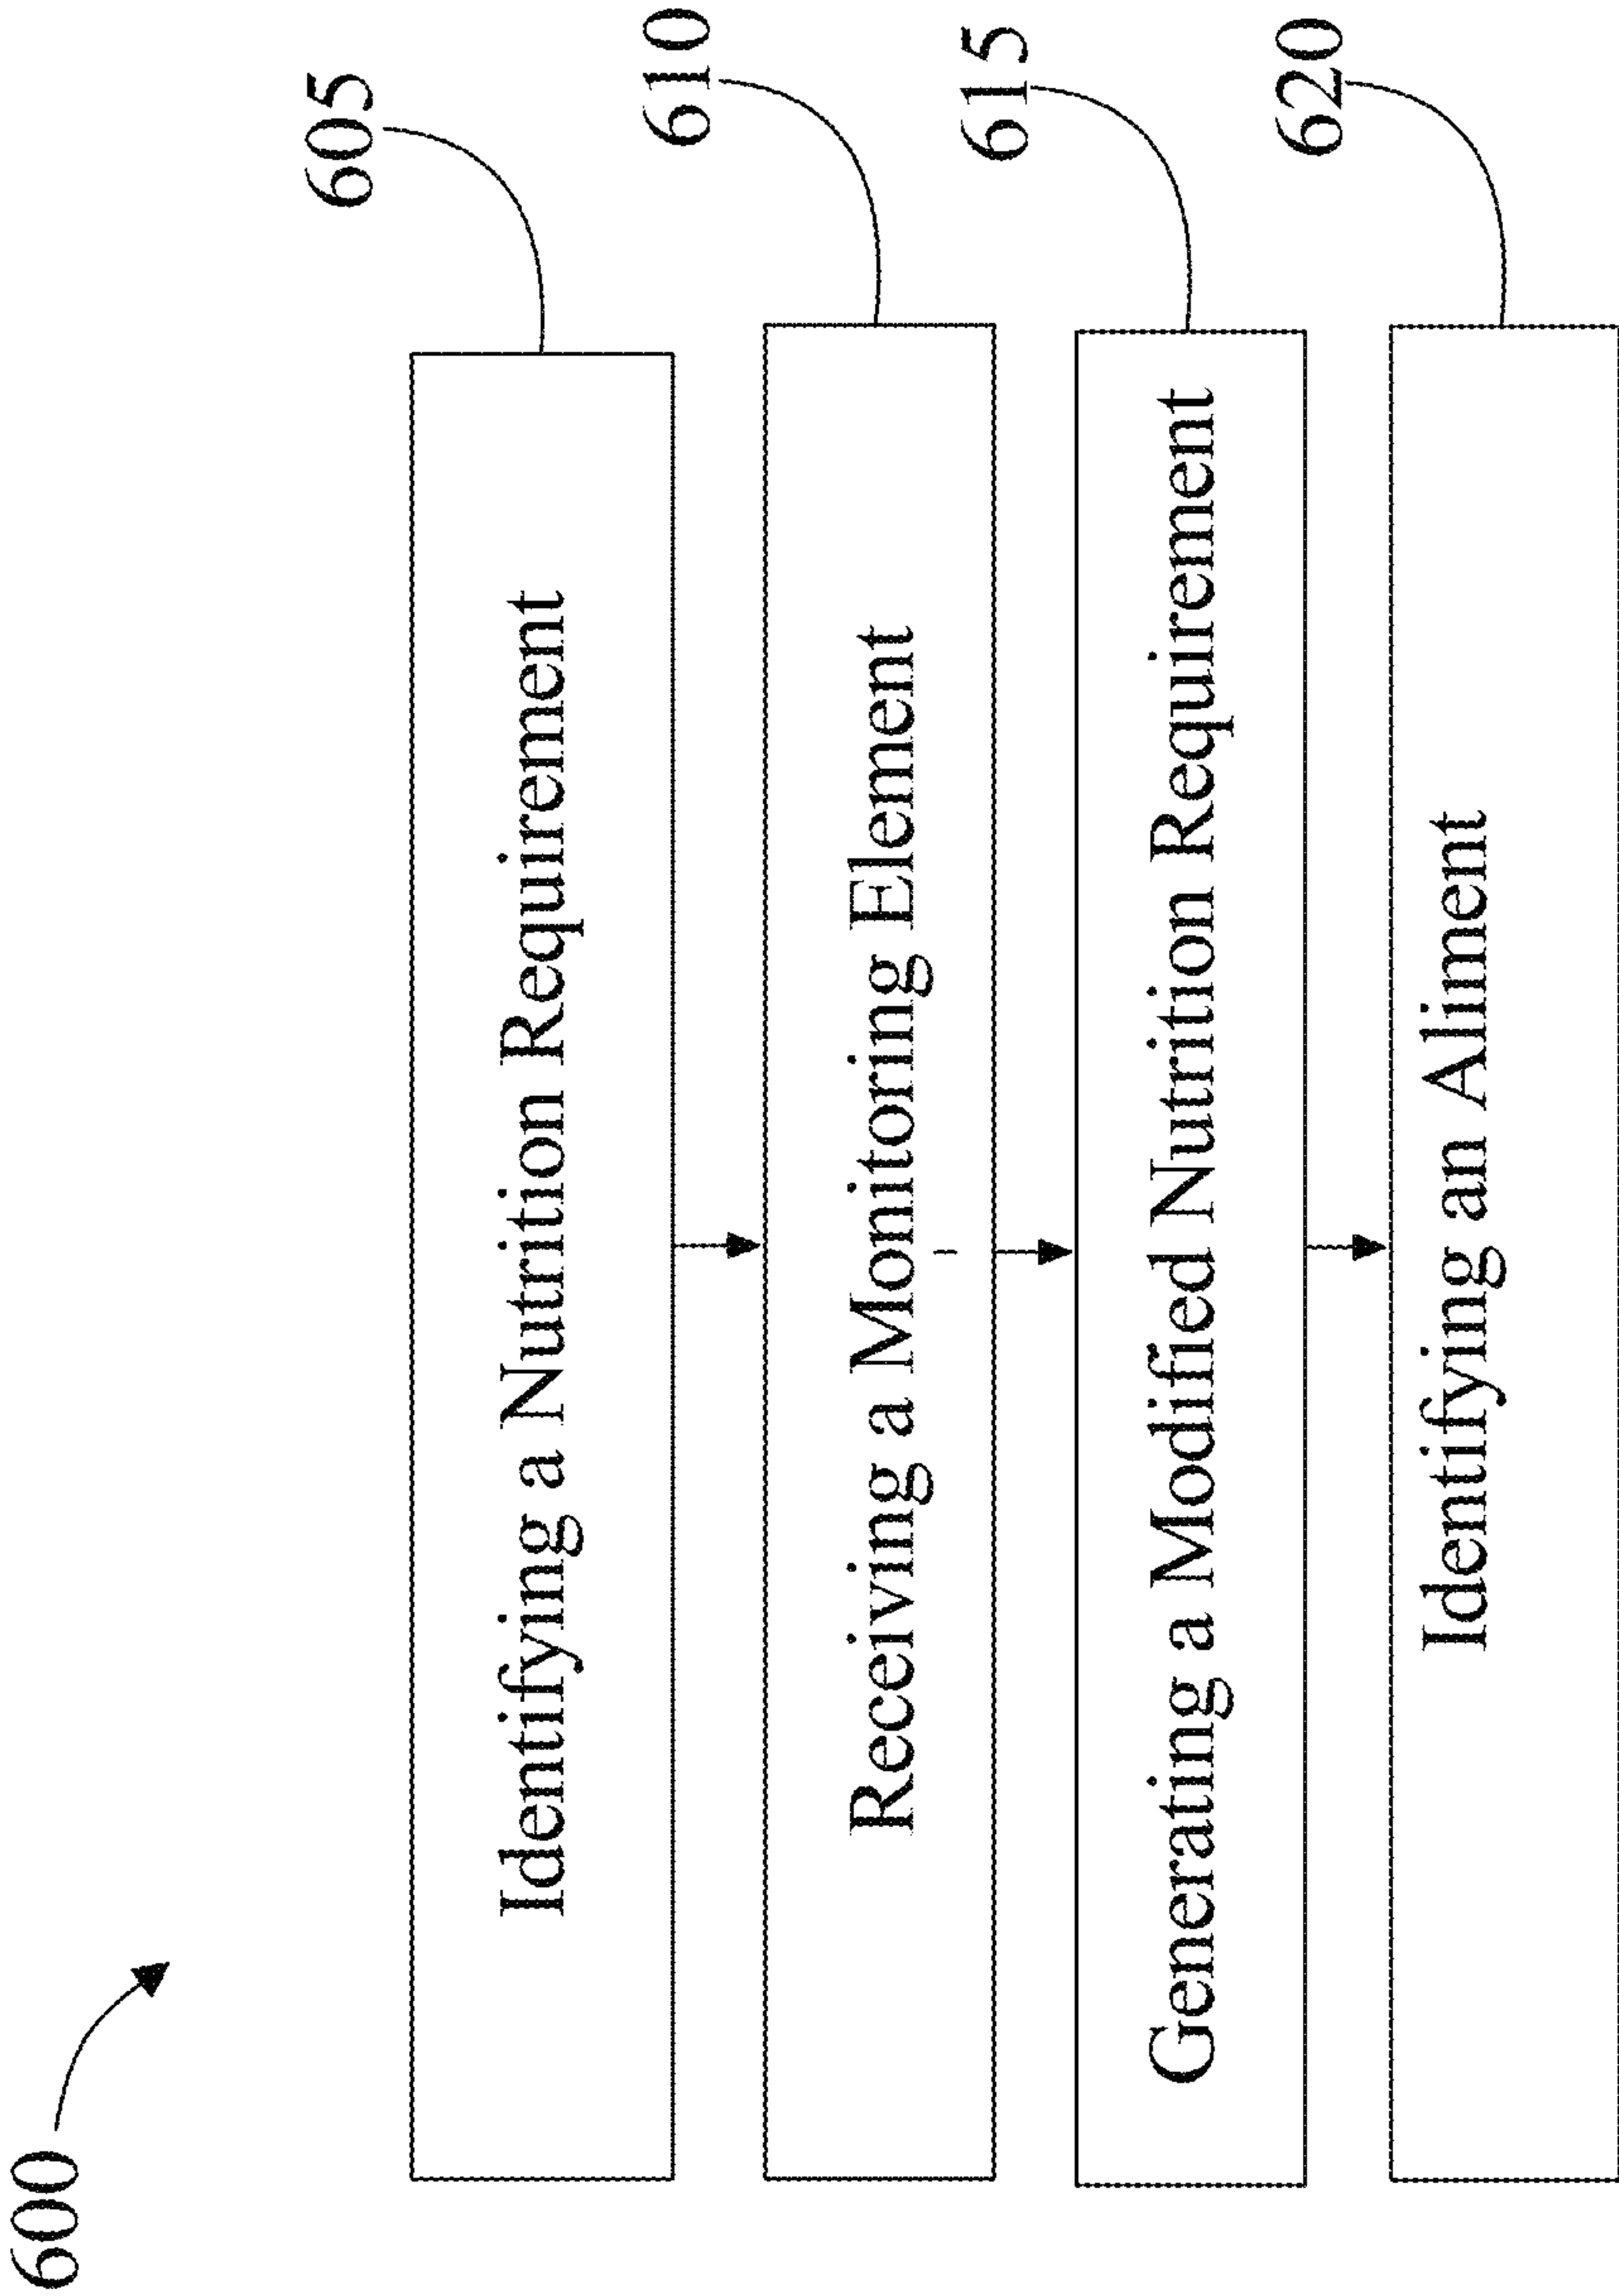 600
605
Identifying a Nutrition Requirement
610
Receiving a Monitoring Element
615
Generating a Modified Nutrition Requirement
620
Identifying an Aliment